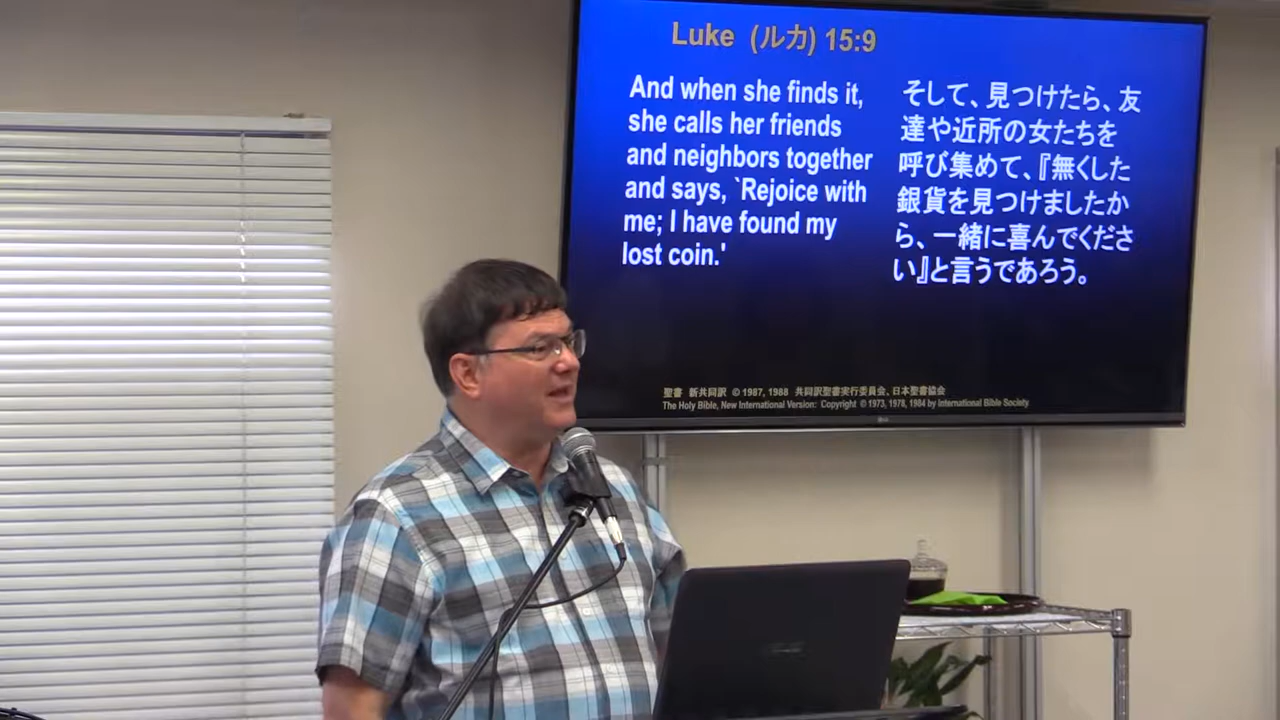 Luke (ルカ) 15:9
And when she finds it,
she calls her friends
and neighbors together
and says, `Rejoice with
me; I have found my
lost coin.'
そして、見つけたら、友
達や近所の女たちを
呼び集めて、『無くした
銀貨を見つけましたか
ら、一緒に喜んでくださ
い』と言うであろう。
聖書 新共同訳 © 1987, 1988 共同訳聖書実行委員会、日本聖書協会
The Holy Bible, New International Version: Copyright © 1973, 1978, 1984 by International Bible Society